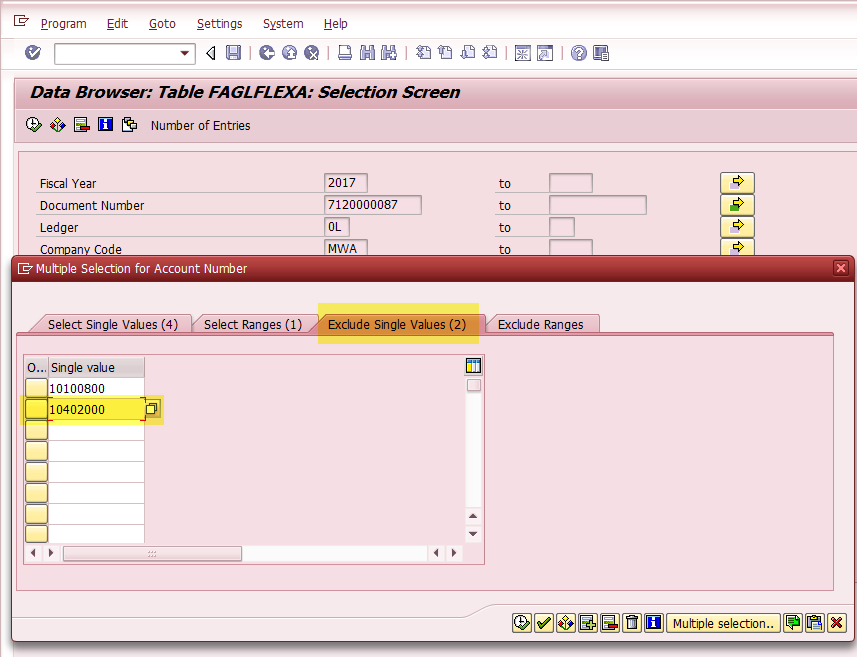 Program Edit Goto Settings System Help
Data Browser: Table FAGLFLEXA: Selection Screen
Number of Entries
Fiscal Year 2017 to
Document Number 7120000087 to
Ledger 0L to
Company Code MWA to
Multiple Selection for Account Number
Select Single Values (4) Select Ranges (1) Exclude Single Values (2) Exclude Ranges
O... Single value
10100800
10402000
Multiple selection..